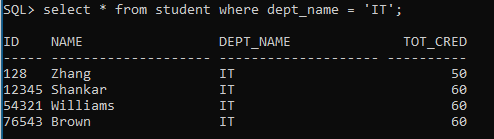 SQL> select * from student where dept_name = 'IT';
ID    NAME                 DEPT_NAME              TOT_CRED
----- -------------------- -------------------- ----------
128   Zhang                IT                           50
12345 Shankar              IT                           60
54321 Williams             IT                           60
76543 Brown                IT                           60